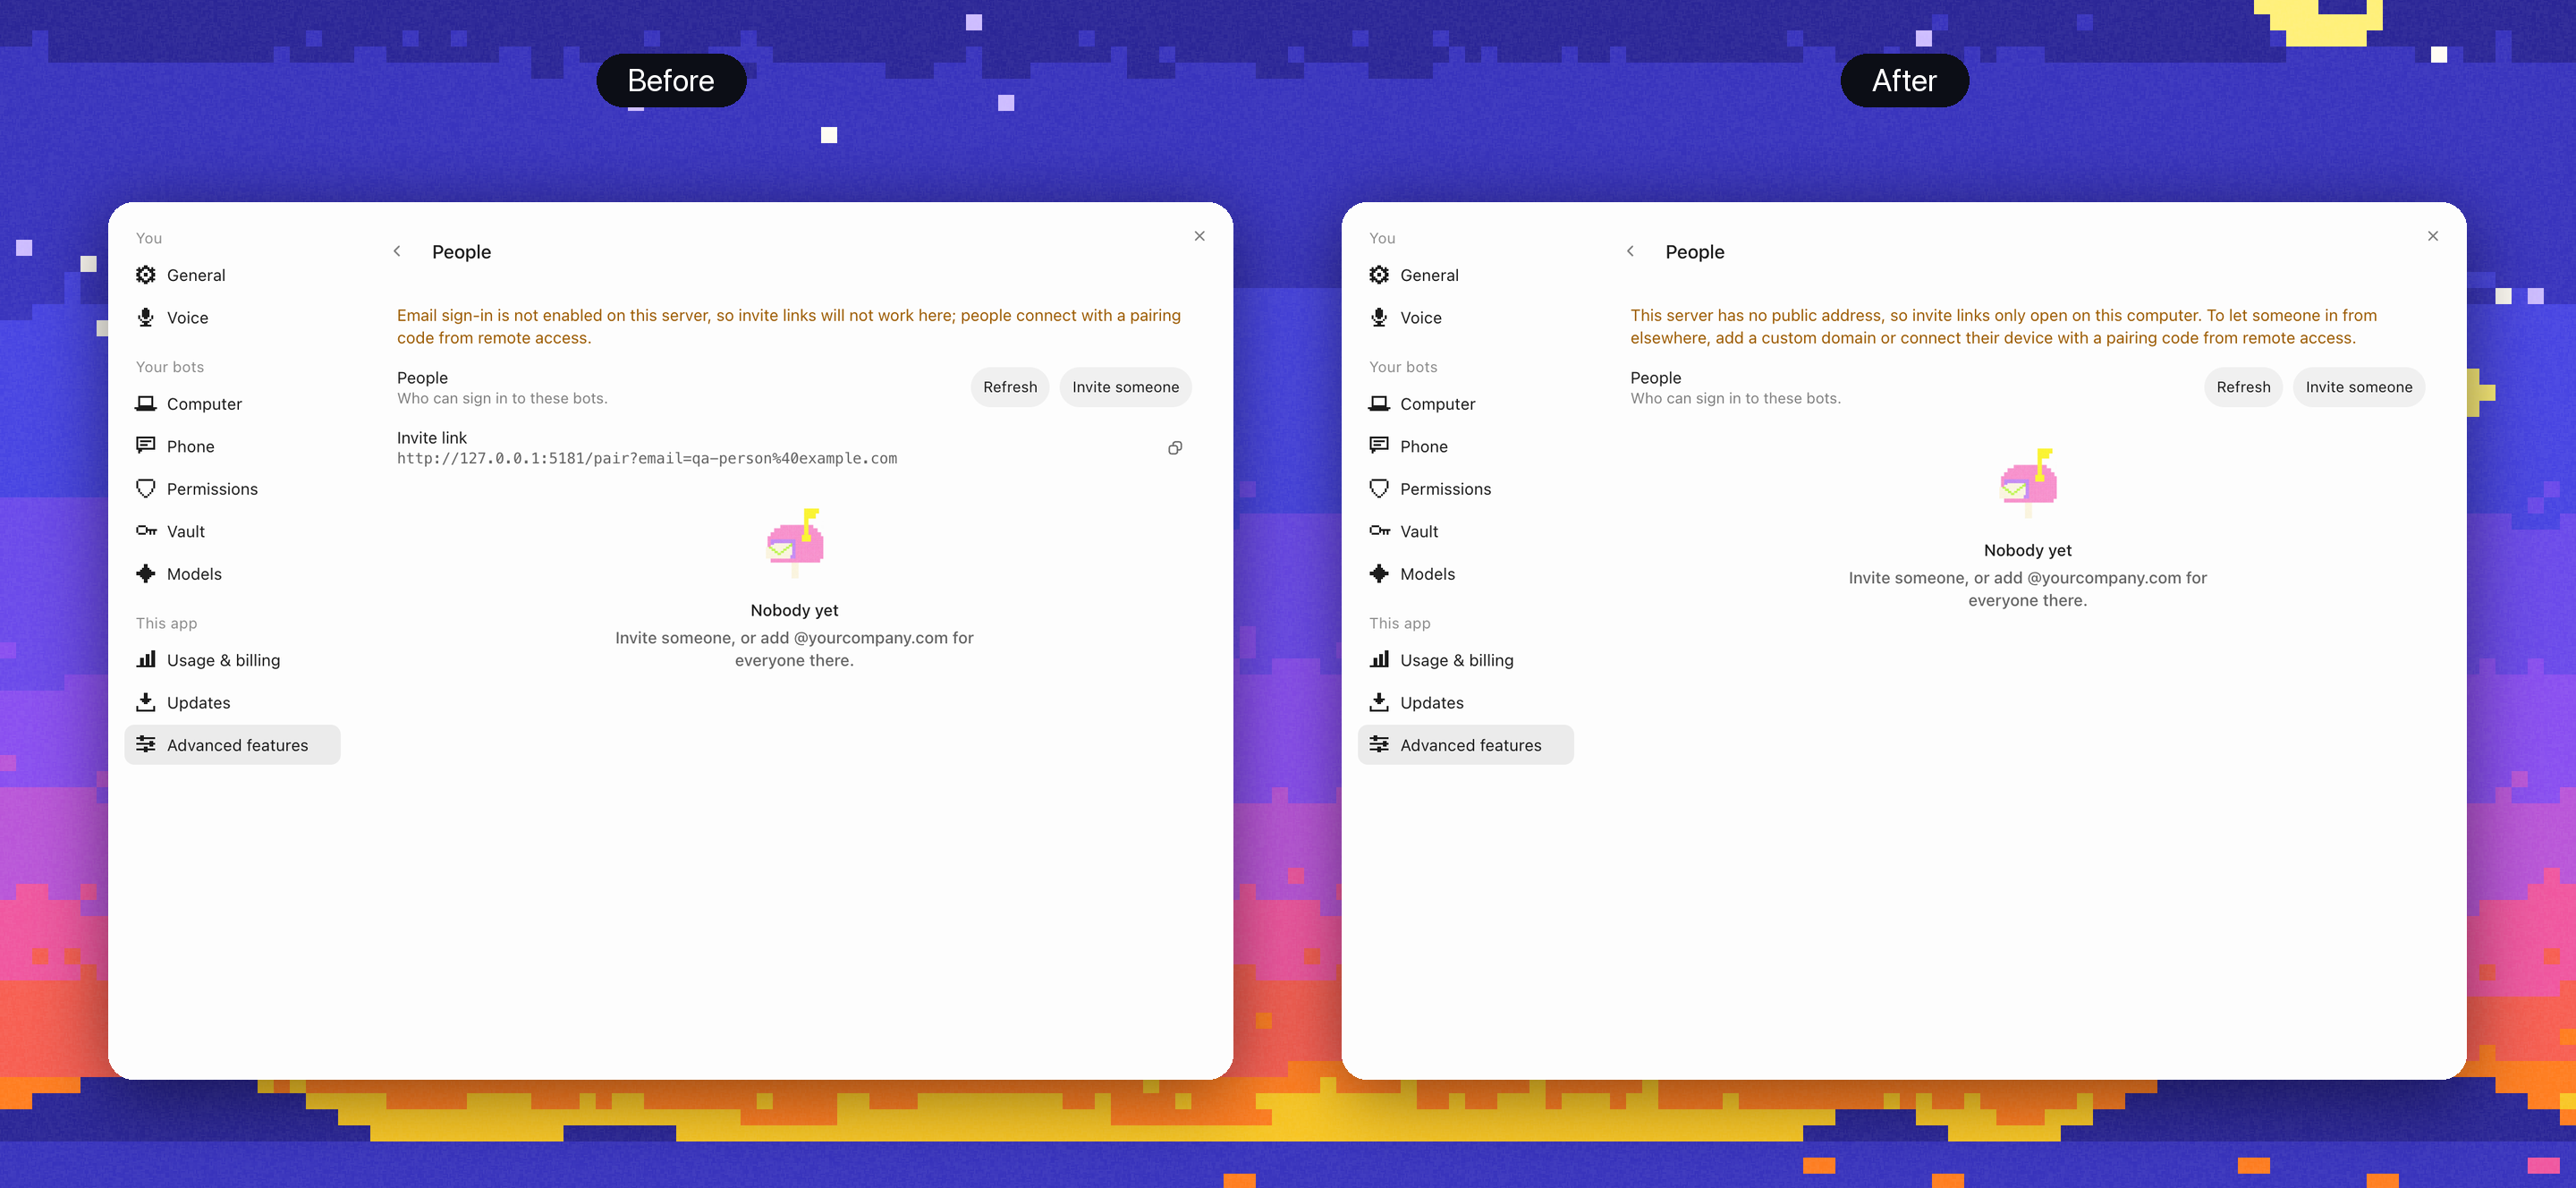 Before
You
General
Voice
Your bots
Computer
Phone
Permissions
Vault
Models
This app
Usage & billing
Updates
Advanced features
People
Email sign-in is not enabled on this server, so invite links will not work here; people connect with a pairing
code from remote access.
People
Who can sign in to these bots.
Refresh
Invite someone
Invite link
http://127.0.0.1:5181/pair?email=qa-person%40example.com
Nobody yet
Invite someone, or add @yourcompany.com for
everyone there.
After
You
General
Voice
Your bots
Computer
Phone
Permissions
Vault
Models
This app
Usage & billing
Updates
Advanced features
People
This server has no public address, so invite links only open on this computer. To let someone in from
elsewhere, add a custom domain or connect their device with a pairing code from remote access.
People
Who can sign in to these bots.
Refresh
Invite someone
Nobody yet
Invite someone, or add @yourcompany.com for
everyone there.